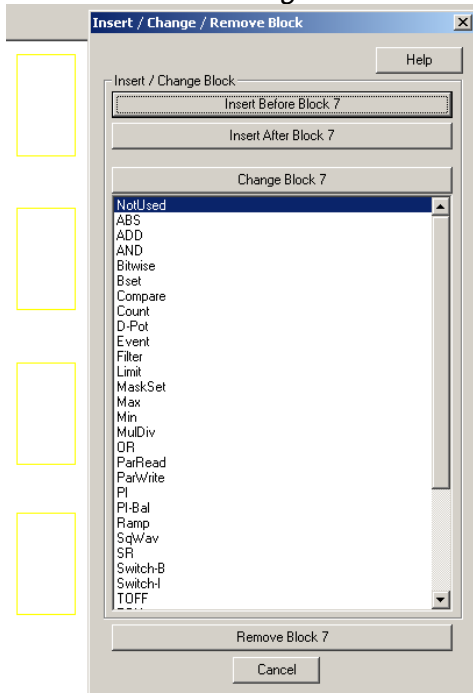 Insert / Change / Remove Block
Help
Insert / Change Block
Insert Before Block 7
Insert After Block 7
Change Block 7
NotUsed
ABS
ADD
AND
Bitwise
Bset
Compare
Count
D-Pot
Event
Filter
Limit
MaskSet
Max
Min
MulDiv
OR
ParRead
ParWrite
PI
PI-Bal
Ramp
SqWav
SR
Switch-B
Switch-I
TOFF
Remove Block 7
Cancel